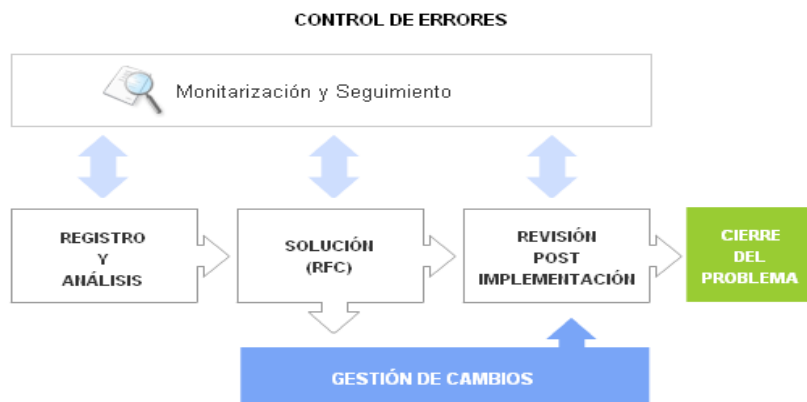 CONTROL DE ERRORES
Monitarización y Seguimiento
REGISTRO
Y
ANÁLISIS
SOLUCIÓN
(RFC)
REVISIÓN
POST
IMPLEMENTACIÓN
CIERRE
DEL
PROBLEMA
GESTIÓN DE CAMBIOS